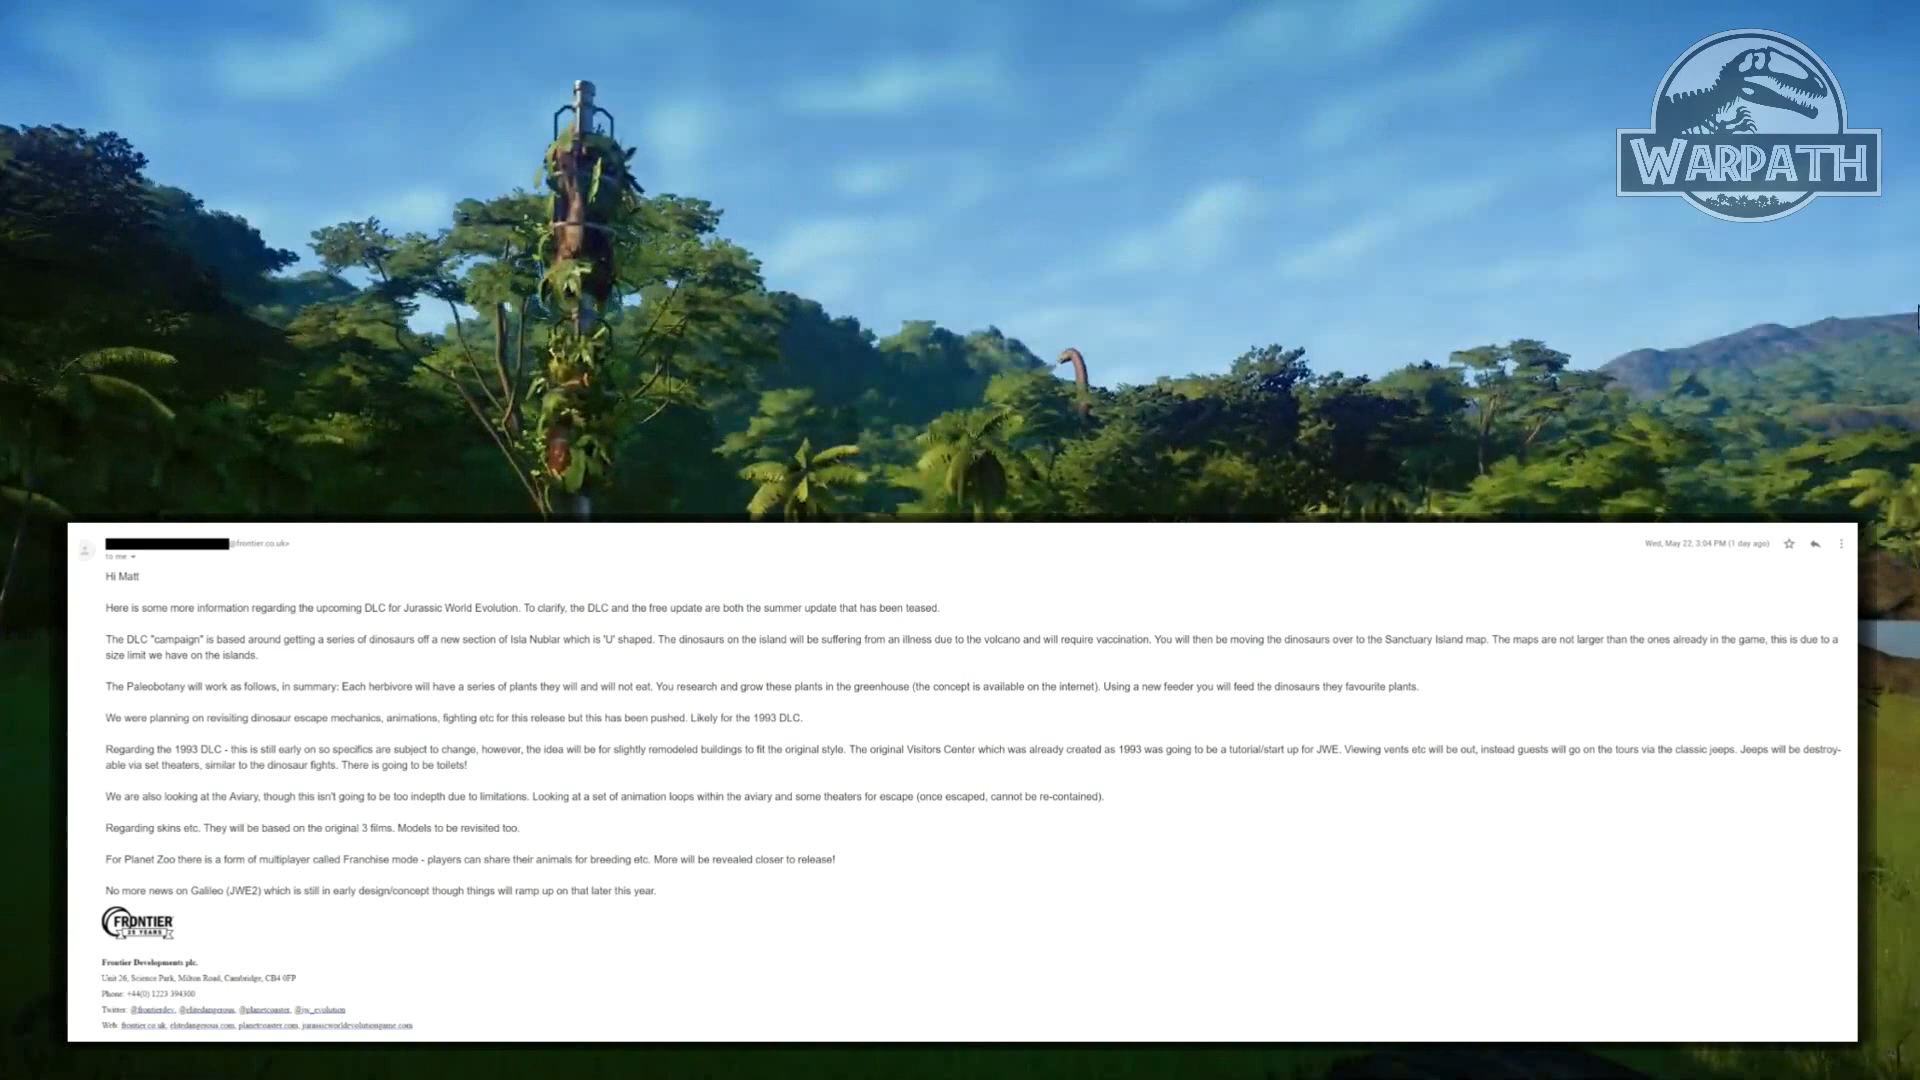 WARPATH
@frontier.co.uk>
to me
Wed, May 22, 3:04 PM (1 day ago)
Hi Matt
Here is some more information regarding the upcoming DLC for Jurassic World Evolution. To clarify, the DLC and the free update are both the summer update that has been teased.
The DLC "campaign" is based around getting a series of dinosaurs off a new section of Isla Nublar which is 'U' shaped. The dinosaurs on the island will be suffering from an illness due to the volcano and will require vaccination. You will then be moving the dinosaurs over to the Sanctuary Island map. The maps are not larger than the ones already in the game, this is due to a
size limit we have on the islands.
The Paleobotany will work as follows, in summary: Each herbivore will have a series of plants they will and will not eat. You research and grow these plants in the greenhouse (the concept is available on the internet). Using a new feeder you will feed the dinosaurs they favourite plants.
We were planning on revisiting dinosaur escape mechanics, animations, fighting etc for this release but this has been pushed. Likely for the 1993 DLC.
Regarding the 1993 DLC - this is still early on so specifics are subject to change, however, the idea will be for slightly remodeled buildings to fit the original style. The original Visitors Center which was already created as 1993 was going to be a tutorial/start up for JWE. Viewing vents etc will be out, instead guests will go on the tours via the classic jeeps. Jeeps will be destroy-
able via set theaters, similar to the dinosaur fights. There is going to be toilets!
We are also looking at the Aviary, though this isn't going to be too indepth due to limitations. Looking at a set of animation loops within the aviary and some theaters for escape (once escaped, cannot be re-contained).
Regarding skins etc. They will be based on the original 3 films. Models to be revisited too.
For Planet Zoo there is a form of multiplayer called Franchise mode - players can share their animals for breeding etc. More will be revealed closer to release!
No more news on Galileo (JWE2) which is still in early design/concept though things will ramp up on that later this year.
FRONTIER
25 YEARS
Frontier Developments plc.
Unit 26, Science Park, Milton Road, Cambridge, CB4 0FP
Phone: +44(0) 1223 394300
Twitter: @frontierdev, @elitedangerous, @planetcoaster, @jw_evolution
Web: frontier.co.uk, elitedangerous.com, planetcoaster.com, jurassicworldevolutiongame.com